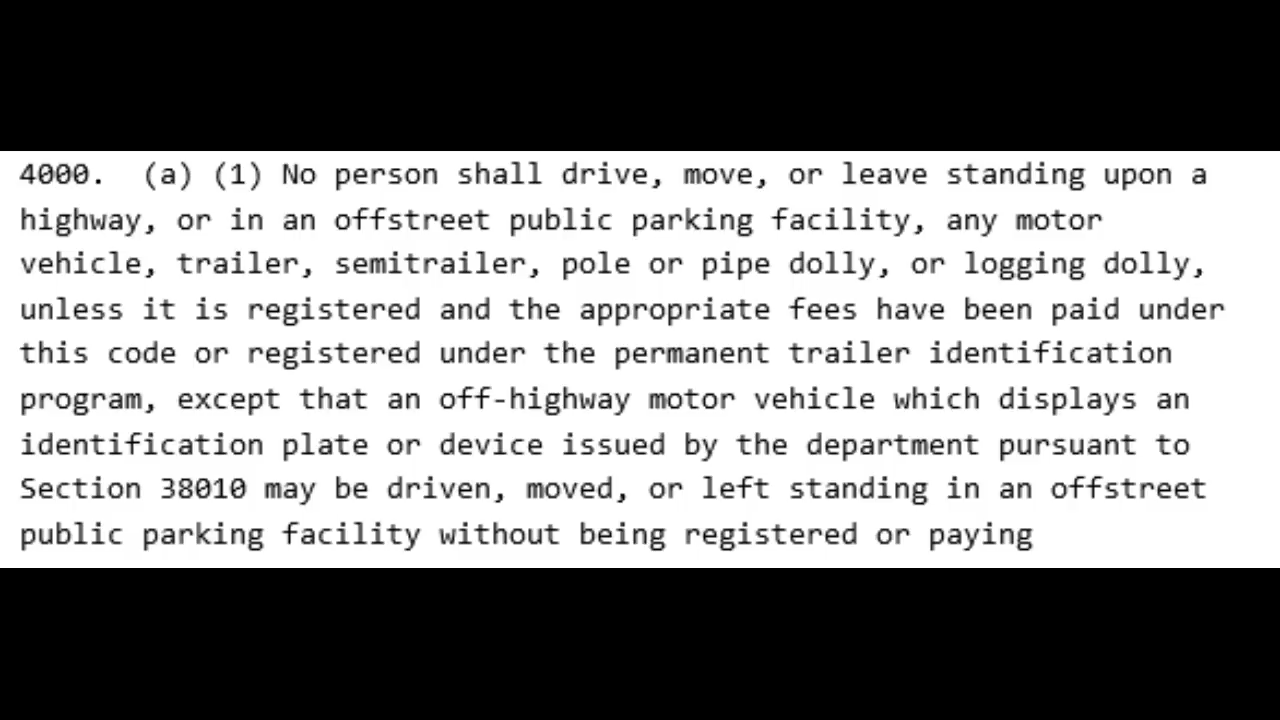 4000. (a) (1) No person shall drive, move, or leave standing upon a
highway, or in an offstreet public parking facility, any motor
vehicle, trailer, semitrailer, pole or pipe dolly, or logging dolly,
unless it is registered and the appropriate fees have been paid under
this code or registered under the permanent trailer identification
program, except that an off-highway motor vehicle which displays an
identification plate or device issued by the department pursuant to
Section 38010 may be driven, moved, or left standing in an offstreet
public parking facility without being registered or paying